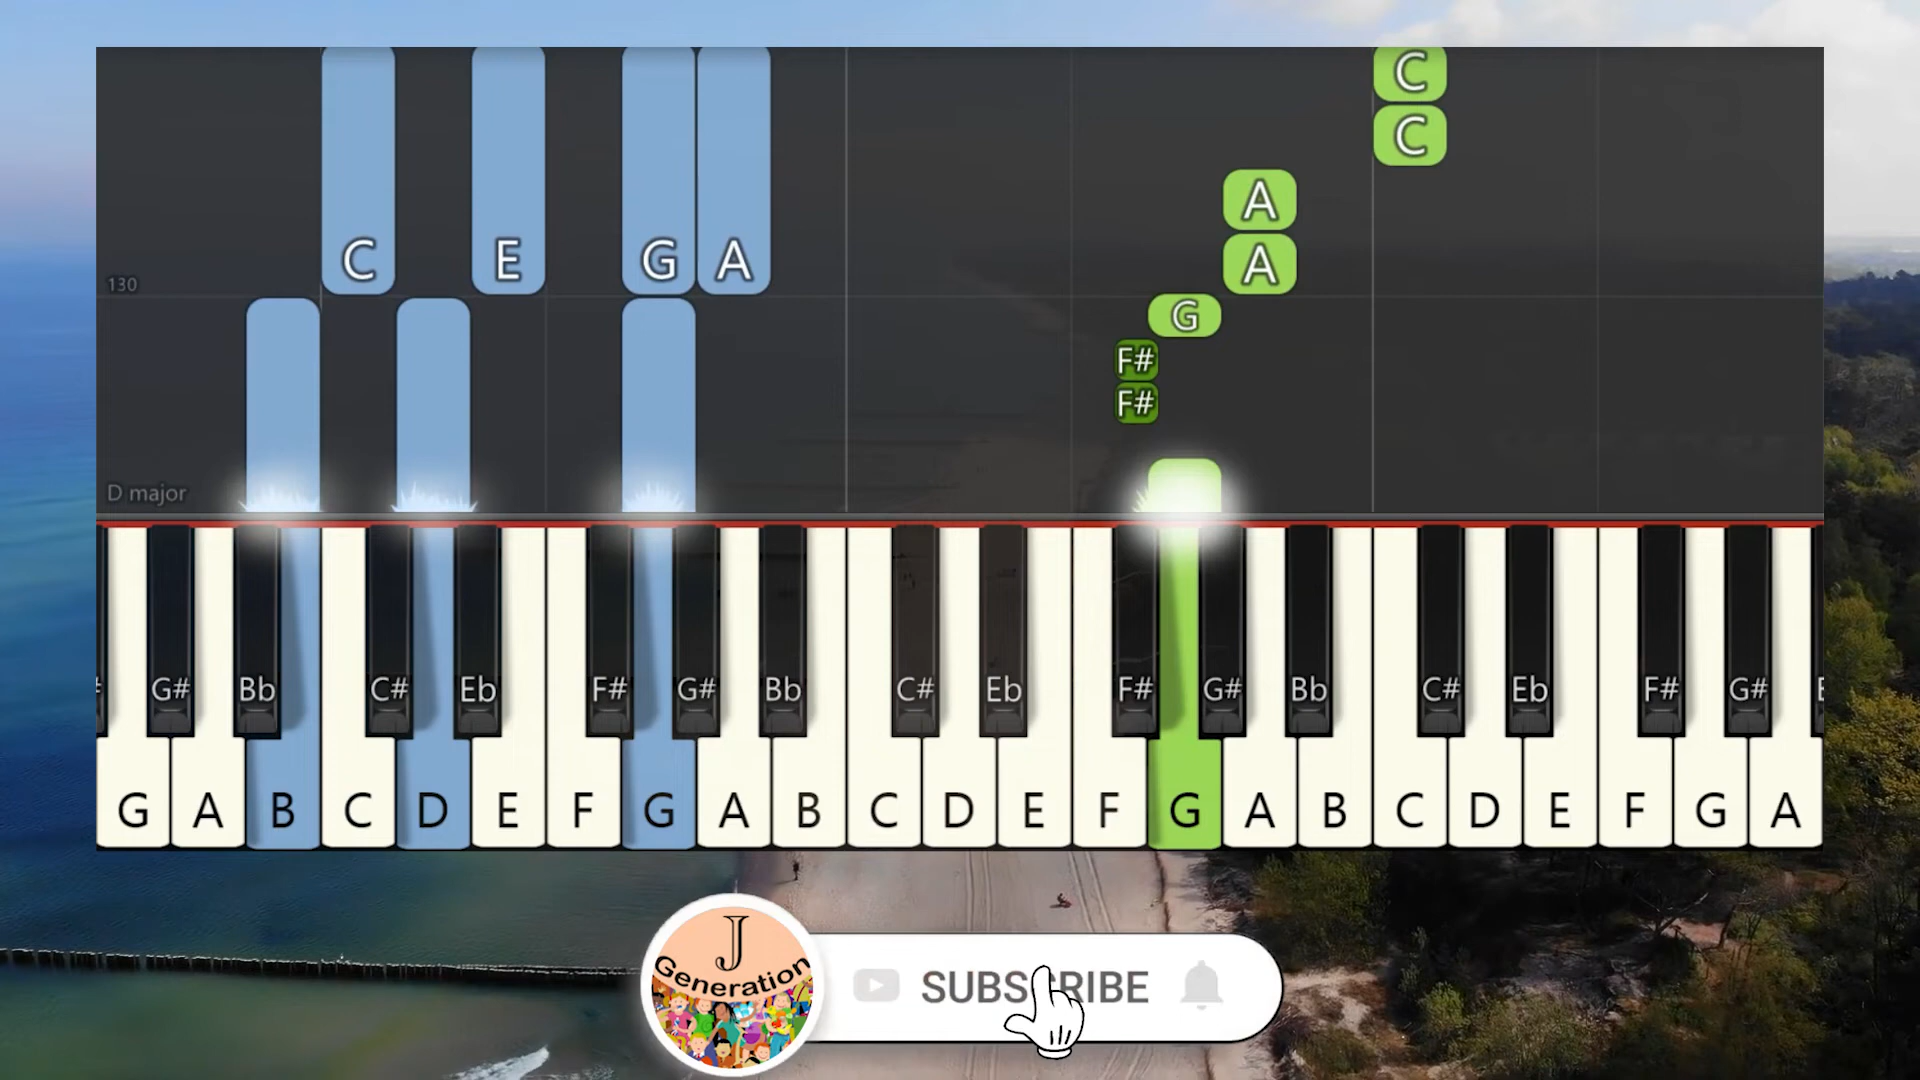 C
C
A
C E G A
A
130
G
F#
F#
D major
G# Bb C# Eb F# G# Bb C# Eb F# G# Bb C# Eb F# G#
G A B C D E F G A B C D E F G A B C D E F G A
J
Generation
SUBSCRIBE